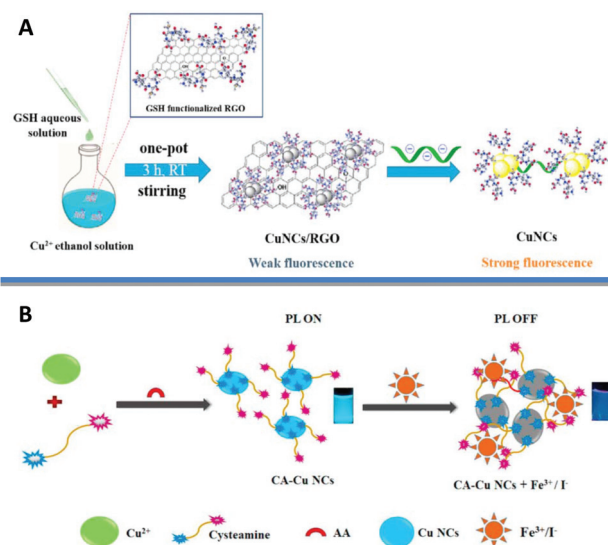 A
GSH functionalized RGO
GSH aqueous
solution
one-pot
3 h, RT
stirring
Cu²⁺ ethanol solution
OH
CuNCs/RGO
CuNCs
Weak fluorescence
Strong fluorescence
B
PL ON
PL OFF
AA
CA-Cu NCs
CA-Cu NCs + Fe³⁺/ I⁻
Cu²⁺
Cysteamine
AA
Cu NCs
Fe³⁺/I⁻